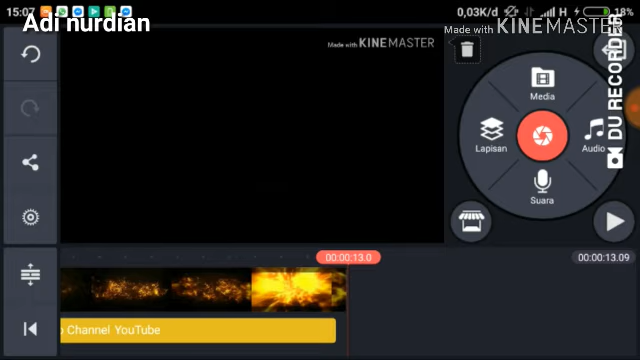 15:07
0,03K/d
H
18%
Adi nurdian
Made with KINEMASTER
Made with KINEMASTER
DU RECORDER
Media
Lapisan
Audio
Suara
00:00:13.0
00:00:13.09
Channel YouTube